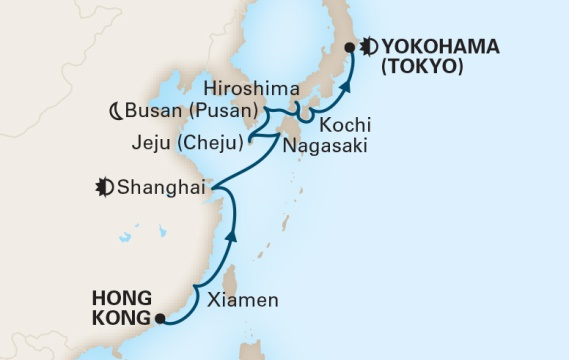 YOKOHAMA
(TOKYO)
Hiroshima
Busan (Pusan)
Kochi
Jeju (Cheju)
Nagasaki
Shanghai
HONG
KONG
Xiamen